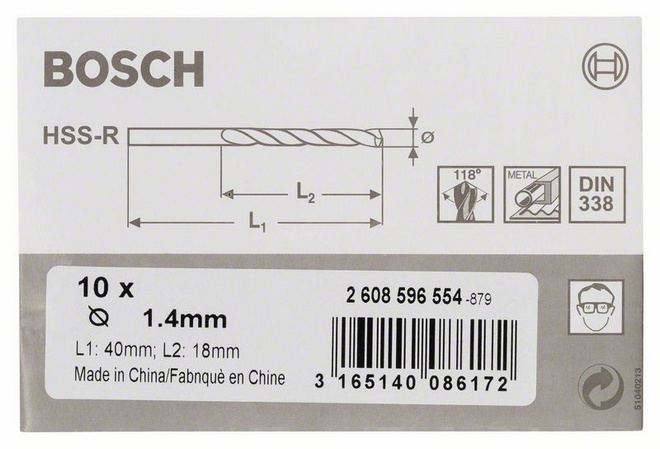 BOSCH
HSS-R
Ø
L2
L1
118°
METAL
DIN
338
10 x
Ø 1.4mm
L1: 40mm; L2: 18mm
Made in China/Fabnquè en Chine
2 608 596 554-879
3 165140 086172
51040213